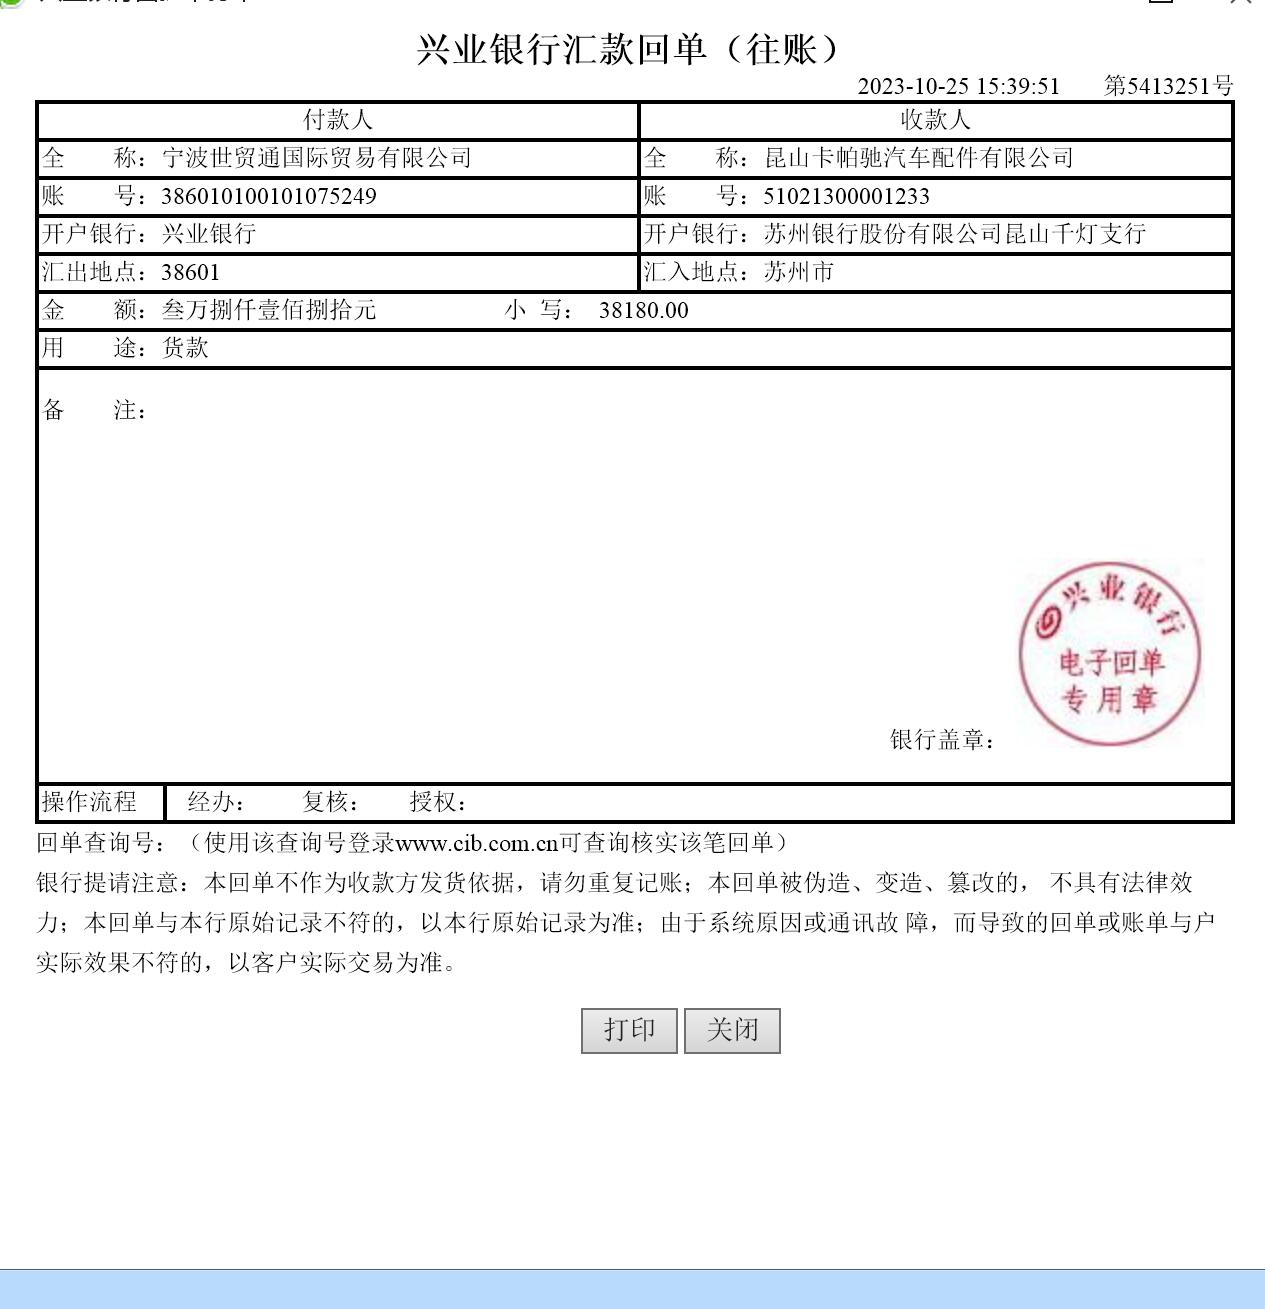 兴业银行汇款回单（往账）
2023-10-25 15:39:51 第5413251号
付款人 收款人
全 称：宁波世贸通国际贸易有限公司 全 称：昆山卡帕驰汽车配件有限公司
账 号：386010100101075249 账 号：51021300001233
开户银行：兴业银行 开户银行：苏州银行股份有限公司昆山千灯支行
汇出地点：38601 汇入地点：苏州市
金 额：叁万捌仟壹佰捌拾元 小 写： 38180.00
用 途：货款
备 注：
兴业银行
电子回单
专用章
银行盖章：
操作流程 经办： 复核： 授权：
回单查询号：（使用该查询号登录www.cib.com.cn可查询核实该笔回单）
银行提请注意：本回单不作为收款方发货依据，请勿重复记账；本回单被伪造、变造、篡改的， 不具有法律效
力；本回单与本行原始记录不符的，以本行原始记录为准；由于系统原因或通讯故 障，而导致的回单或账单与户
实际效果不符的，以客户实际交易为准。
打印 关闭